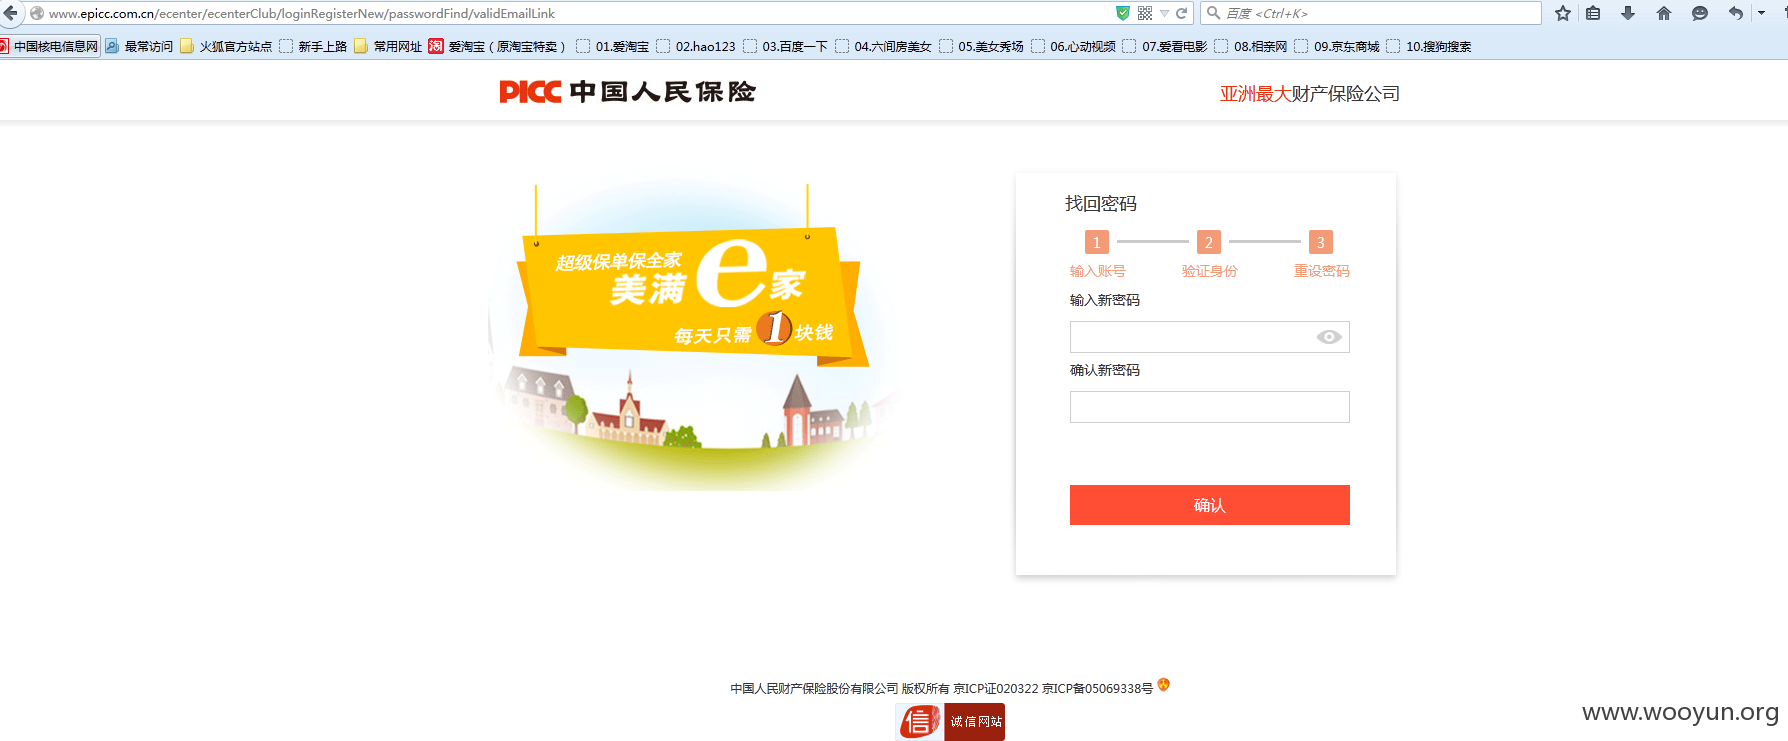 www.epicc.com.cn/ecenter/ecenterClub/loginRegisterNew/passwordFind/validEmailLink
百度 <Ctrl+K>
中国核电信息网 最常访问 火狐官方站点 新手上路 常用网址 爱淘宝（原淘宝特卖） 01.爱淘宝 02.hao123 03.百度一下 04.六间房美女 05.美女秀场 06.心动视频 07.爱看电影 08.相亲网 09.京东商城 10.搜狗搜索
PICC 中国人民保险
亚洲最大财产保险公司
超级保单保全家
美满e家
每天只需1块钱
找回密码
1 2 3
输入账号 验证身份 重设密码
输入新密码
确认新密码
确认
中国人民财产保险股份有限公司 版权所有 京ICP证020322 京ICP备05069338号
信 诚信网站
www.wooyun.org